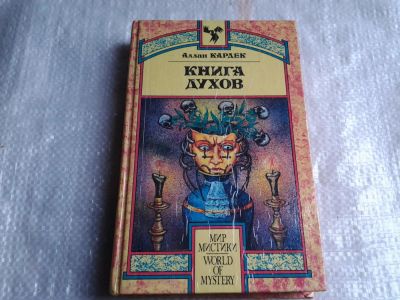 Аллан КАРДЕК
КНИГА
ДУХОВ
МИР
МИСТИКИ
WORLD
OF
MYSTERY